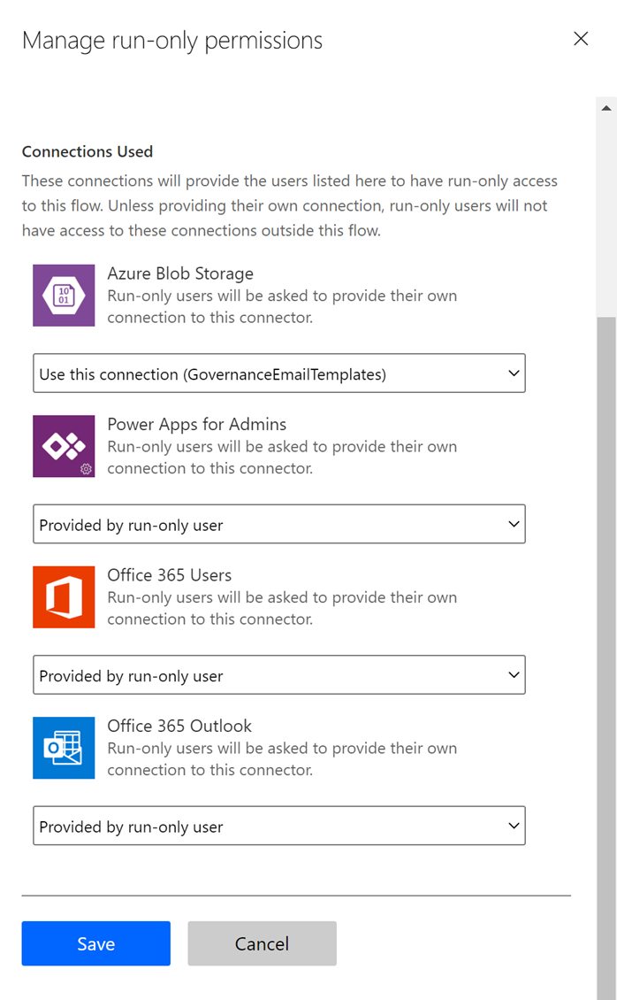 Manage run-only permissions
Connections Used
These connections will provide the users listed here to have run-only access
to this flow. Unless providing their own connection, run-only users will not
have access to these connections outside this flow.
10
01
Azure Blob Storage
Run-only users will be asked to provide their own
connection to this connector.
Use this connection (GovernanceEmailTemplates)
Power Apps for Admins
Run-only users will be asked to provide their own
connection to this connector.
Provided by run-only user
Office 365 Users
Run-only users will be asked to provide their own
connection to this connector.
Provided by run-only user
Office 365 Outlook
Run-only users will be asked to provide their own
connection to this connector.
Provided by run-only user
Save
Cancel